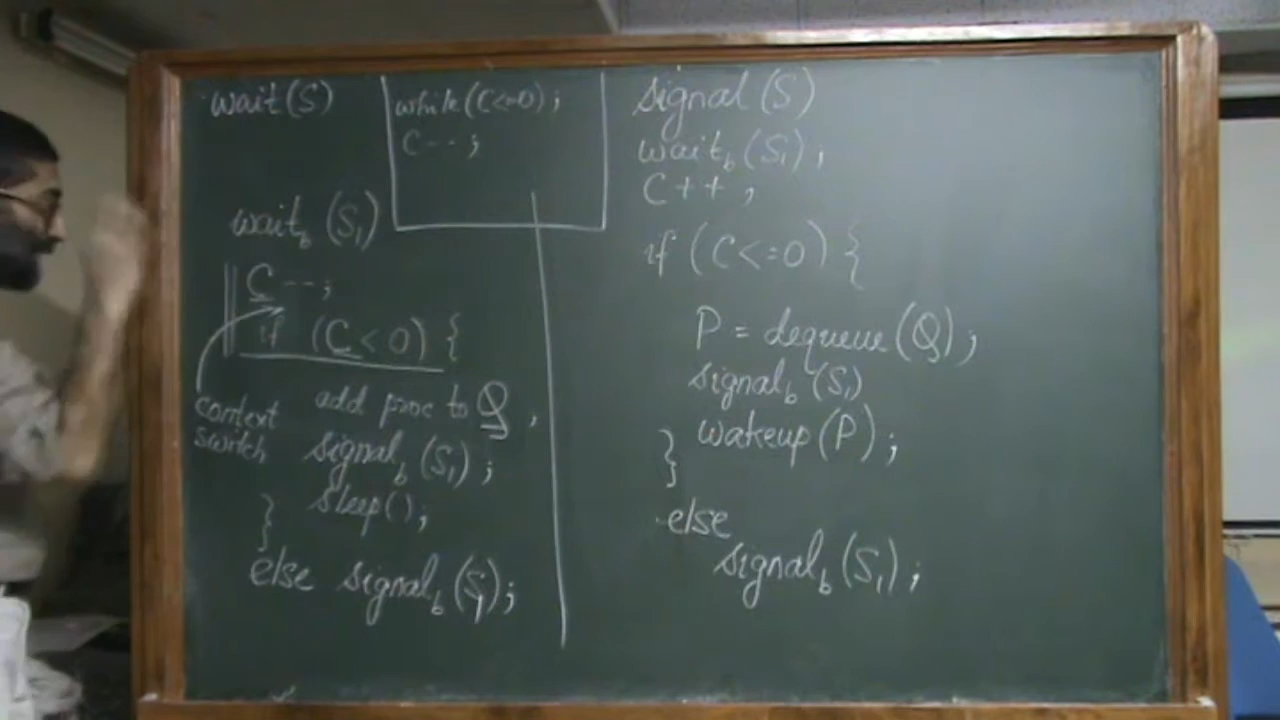 wait(S)
while(C<=0);
C--;
wait_b(S_1)
C--;
if (C<0) {
context
switch
add proc to Q,
signal_b(S_1);
sleep();
}
else signal_b(S_1);
signal(S)
wait_b(S_1);
C++;
if (C<=0) {
P = dequeue(Q);
signal_b(S_1)
wakeup(P);
}
else
signal_b(S_1);